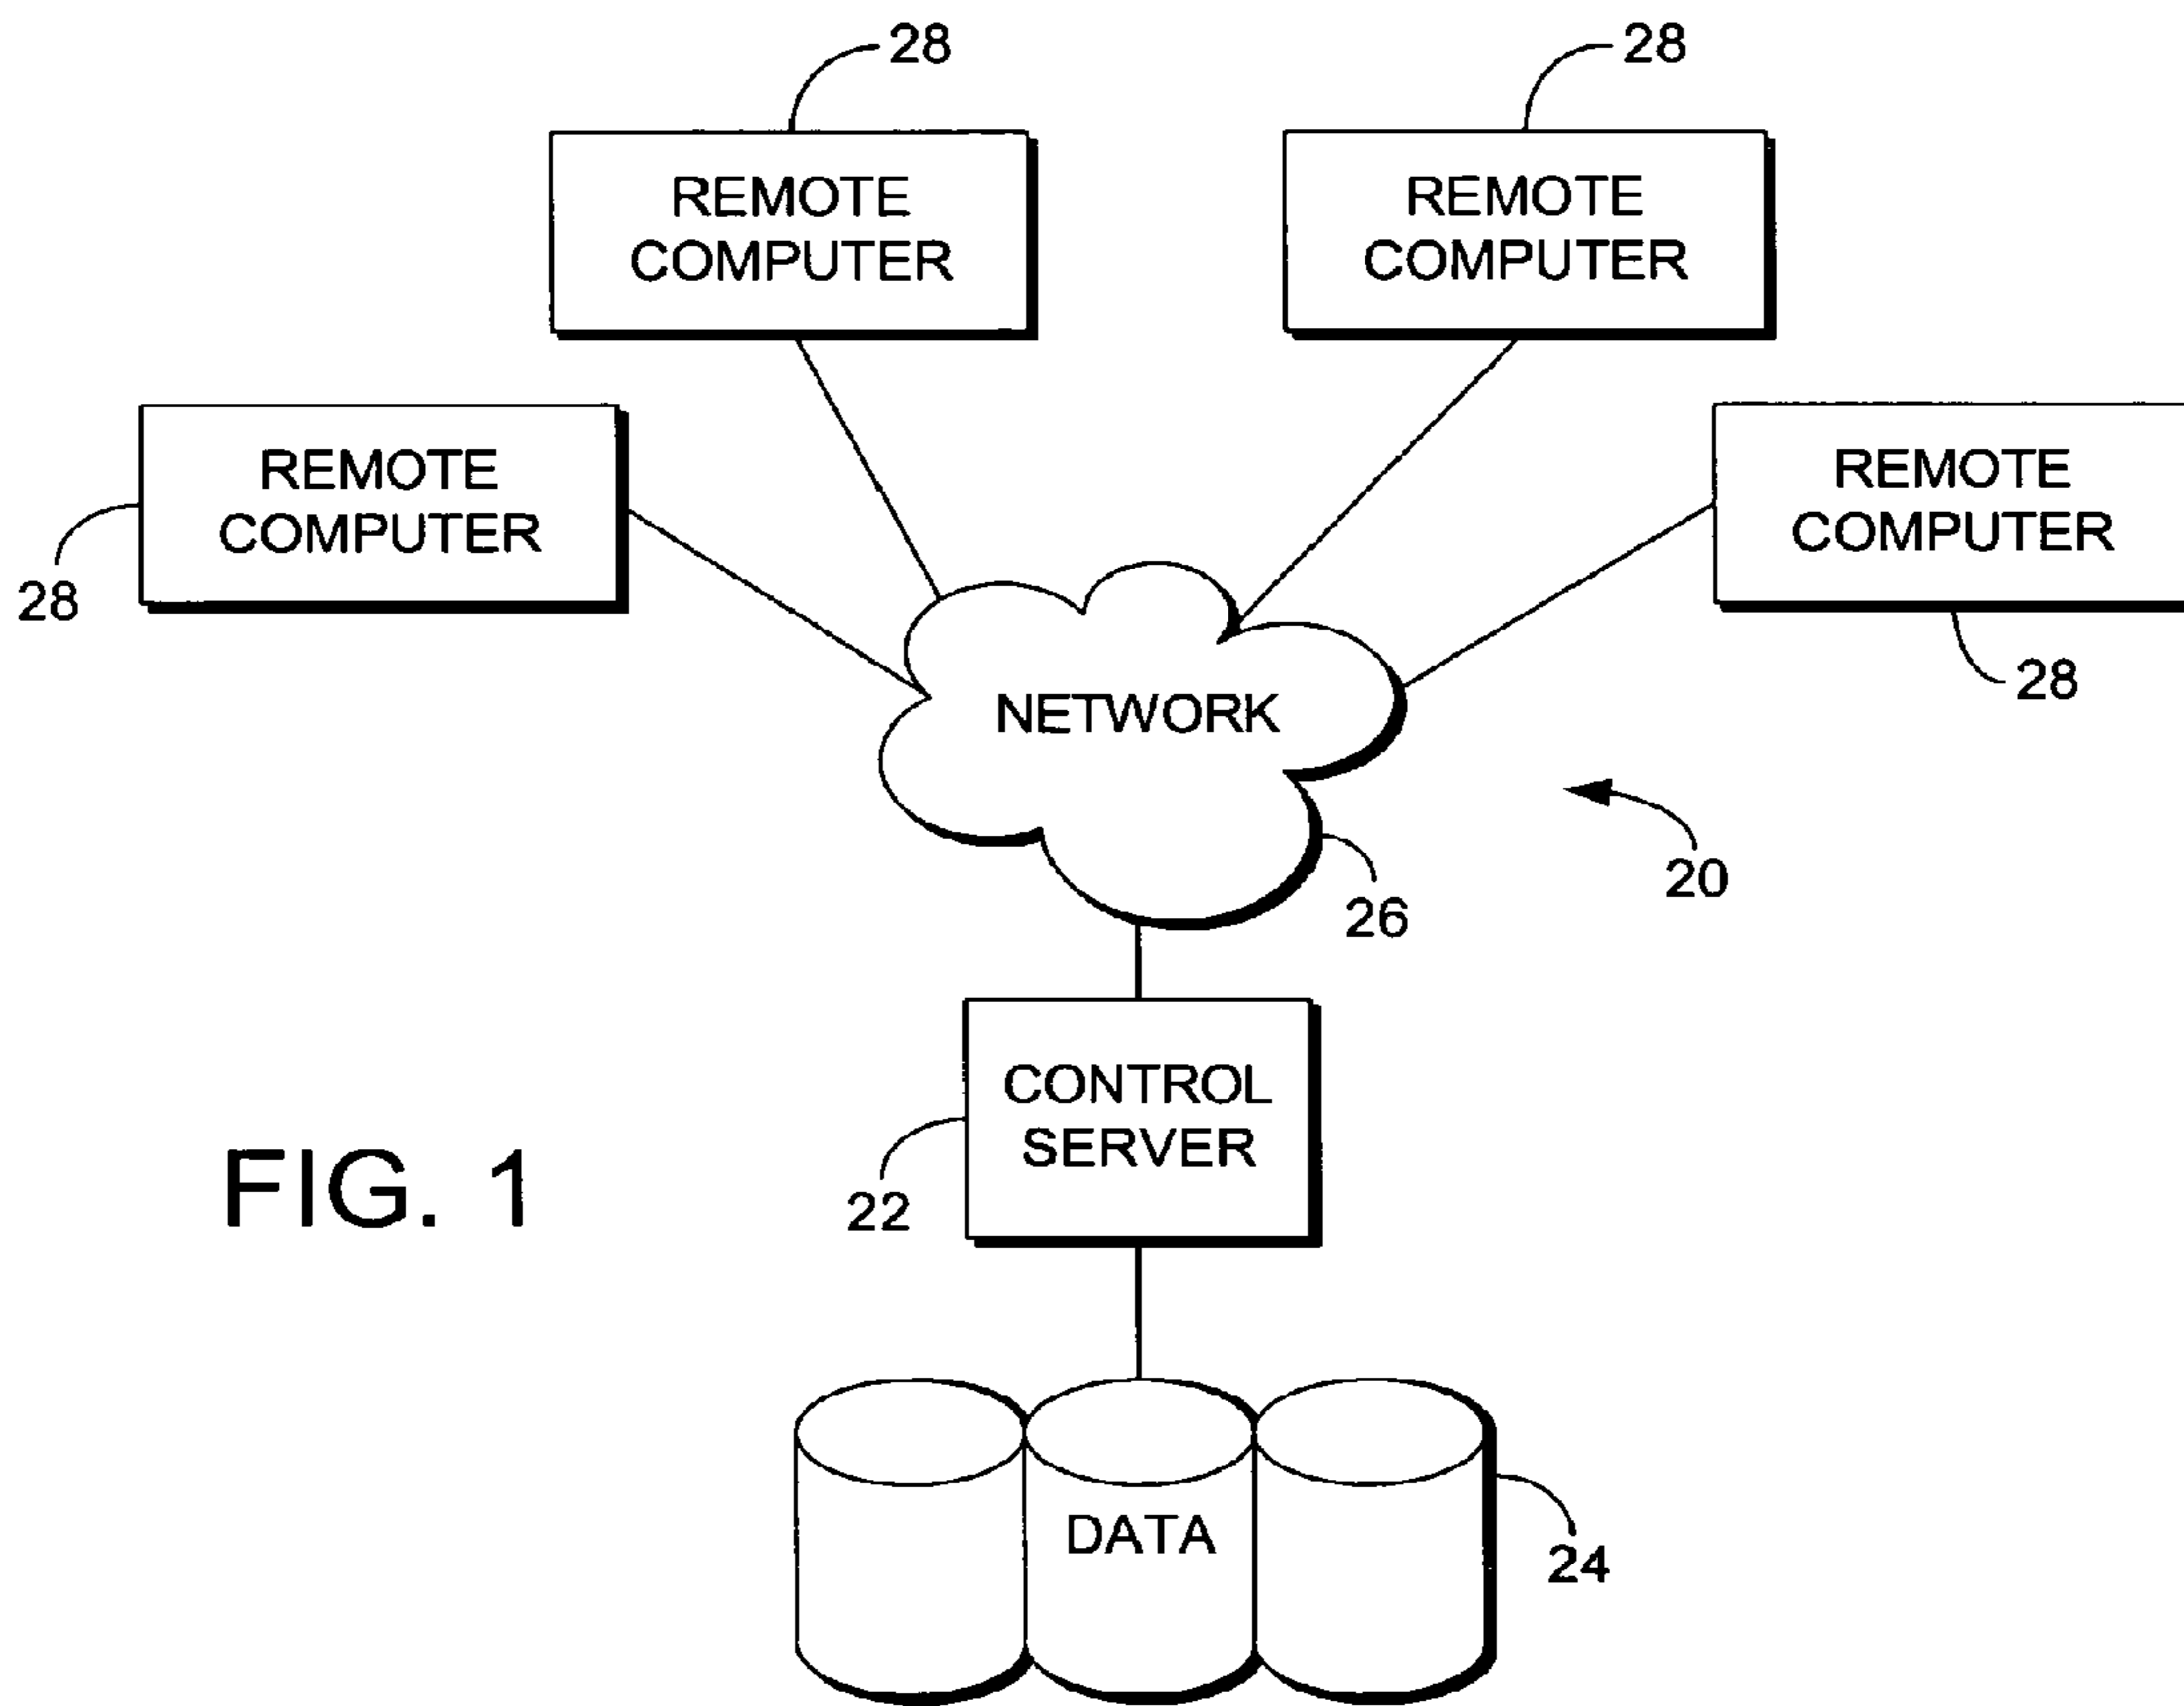 28
28
REMOTE
COMPUTER
REMOTE
COMPUTER
REMOTE
COMPUTER
REMOTE
COMPUTER
28
28
NETWORK
20
26
CONTROL
SERVER
22
FIG. 1
DATA
24